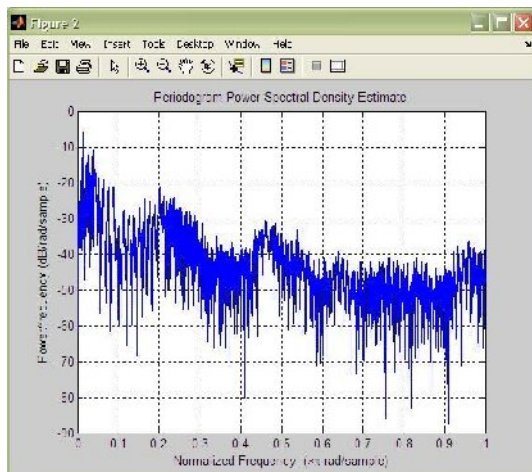 Figure 2
File Edit View Insert Tools Desktop Window Help
Periodogram Power Spectral Density Estimate
Power/frequency (dB/rad/sample)
0
-10
-20
-30
-40
-50
-60
-70
-80
-90
0 0.1 0.2 0.3 0.4 0.5 0.6 0.7 0.8 0.9 1
Normalized Frequency (×π rad/sample)